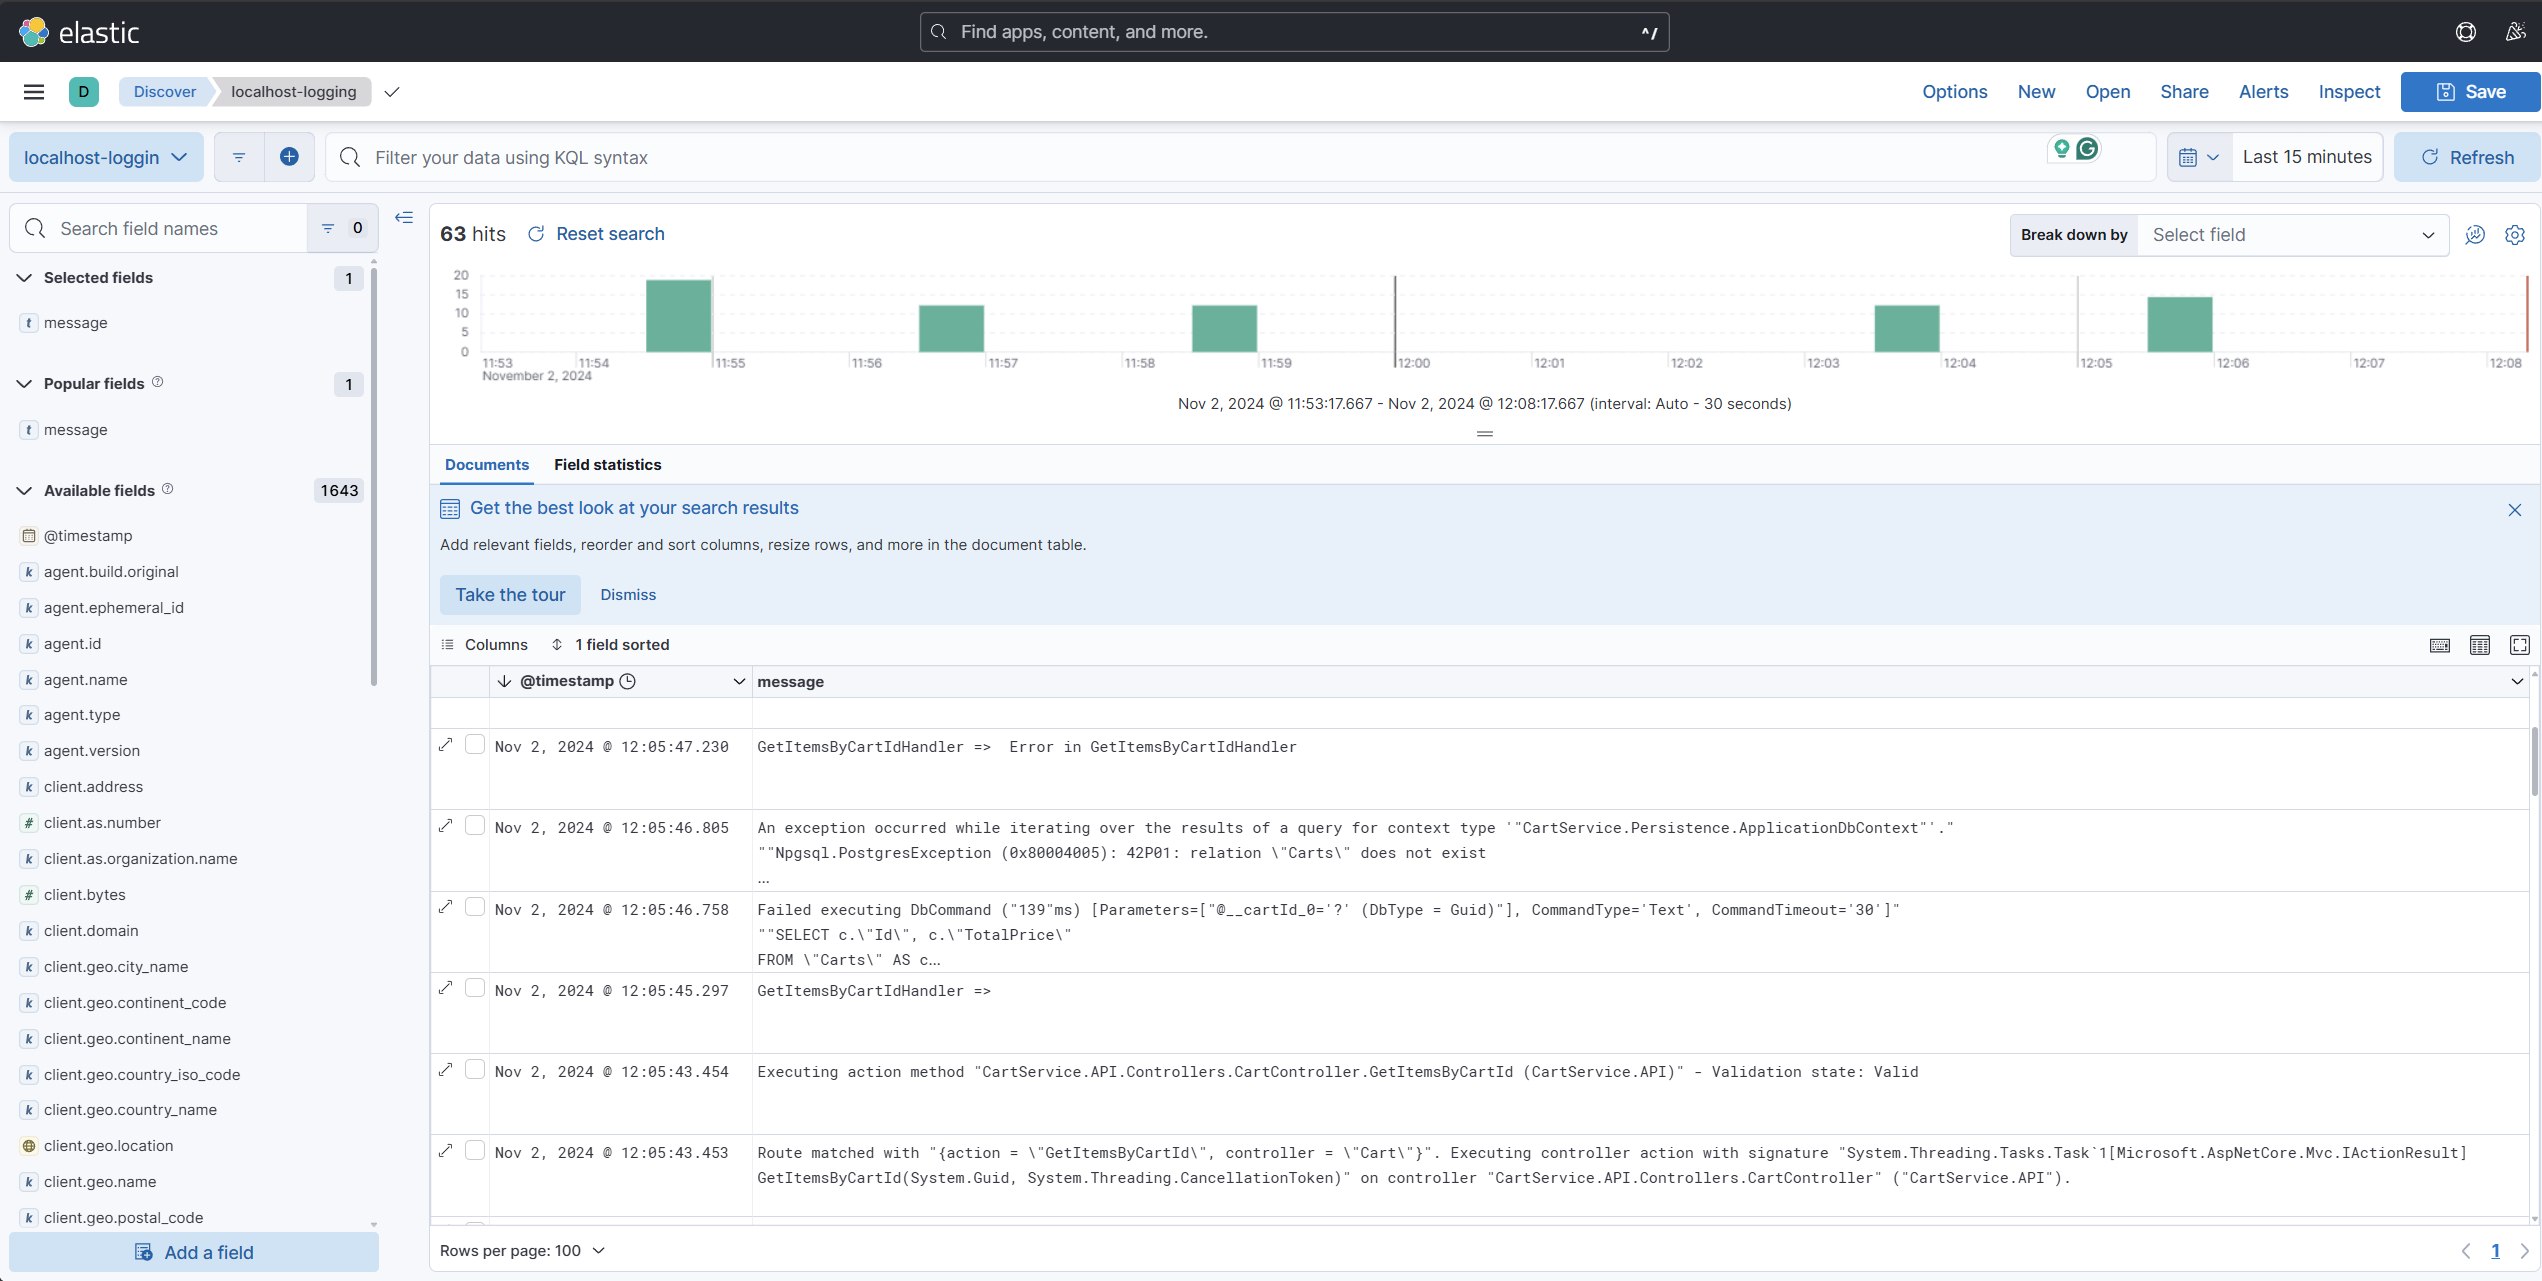 elastic
Find apps, content, and more.
^/
D
Discover
localhost-logging
Options
New
Open
Share
Alerts
Inspect
Save
localhost-loggin
Filter your data using KQL syntax
Last 15 minutes
Refresh
Search field names
0
Selected fields
1
t message
Popular fields
1
t message
Available fields
1643
@timestamp
k agent.build.original
k agent.ephemeral_id
k agent.id
k agent.name
k agent.type
k agent.version
k client.address
# client.as.number
k client.as.organization.name
# client.bytes
k client.domain
k client.geo.city_name
k client.geo.continent_code
k client.geo.continent_name
k client.geo.country_iso_code
k client.geo.country_name
client.geo.location
k client.geo.name
k client.geo.postal_code
Add a field
63 hits
Reset search
Break down by
Select field
20
15
10
5
0
11:53
11:54
11:55
11:56
11:57
11:58
11:59
12:00
12:01
12:02
12:03
12:04
12:05
12:06
12:07
12:08
November 2, 2024
Nov 2, 2024 @ 11:53:17.667 - Nov 2, 2024 @ 12:08:17.667 (interval: Auto - 30 seconds)
Documents
Field statistics
Get the best look at your search results
Add relevant fields, reorder and sort columns, resize rows, and more in the document table.
Take the tour
Dismiss
Columns
1 field sorted
@timestamp
message
Nov 2, 2024 @ 12:05:47.230
GetItemsByCartIdHandler =>  Error in GetItemsByCartIdHandler
Nov 2, 2024 @ 12:05:46.805
An exception occurred while iterating over the results of a query for context type '"CartService.Persistence.ApplicationDbContext"'."
""Npgsql.PostgresException (0x80004005): 42P01: relation \"Carts\" does not exist
...
Nov 2, 2024 @ 12:05:46.758
Failed executing DbCommand ("139"ms) [Parameters=["@__cartId_0='?' (DbType = Guid)"], CommandType='Text', CommandTimeout='30']"
""SELECT c.\"Id\", c.\"TotalPrice\"
FROM \"Carts\" AS c...
Nov 2, 2024 @ 12:05:45.297
GetItemsByCartIdHandler =>
Nov 2, 2024 @ 12:05:43.454
Executing action method "CartService.API.Controllers.CartController.GetItemsByCartId (CartService.API)" - Validation state: Valid
Nov 2, 2024 @ 12:05:43.453
Route matched with "{action = \"GetItemsByCartId\", controller = \"Cart\"}". Executing controller action with signature "System.Threading.Tasks.Task`1[Microsoft.AspNetCore.Mvc.IActionResult]
GetItemsByCartId(System.Guid, System.Threading.CancellationToken)" on controller "CartService.API.Controllers.CartController" ("CartService.API").
Rows per page: 100
1